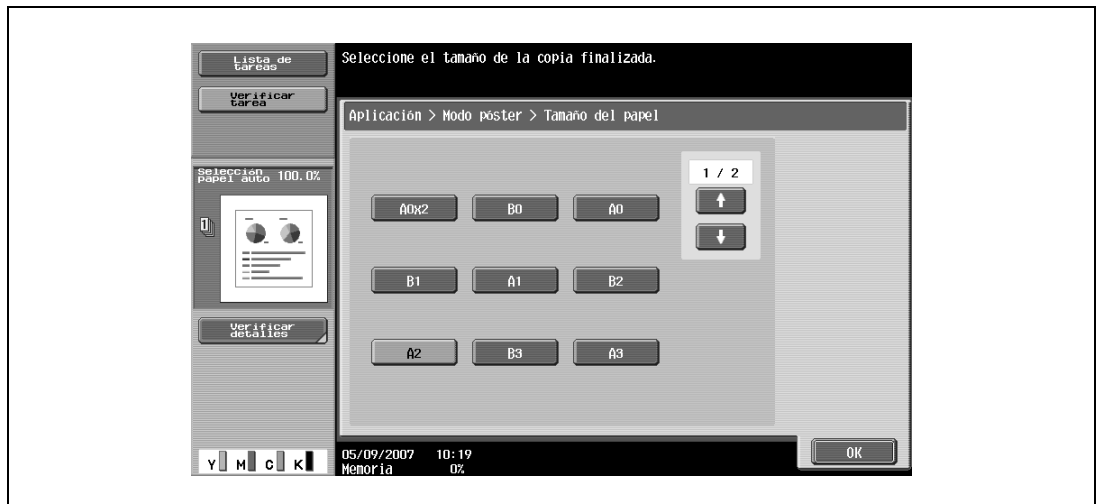 Lista de
tareas
Verificar
tarea
Selección
papel auto 100.0%
1
Verificar
detalles
Y M C K
Seleccione el tamaño de la copia finalizada.
Aplicación > Modo póster > Tamaño del papel
1 / 2
A0x2 B0 A0
B1 A1 B2
A2 B3 A3
05/09/2007 10:19
Memoria 0%
OK